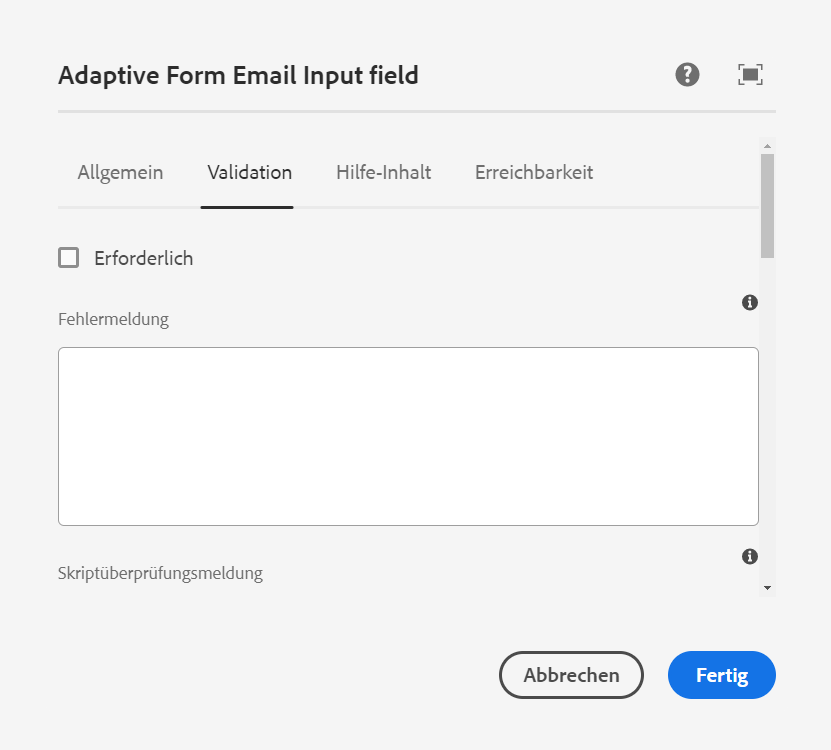 Adaptive Form Email Input field
Allgemein Validation Hilfe-Inhalt Erreichbarkeit
Erforderlich
Fehlermeldung
Skriptüberprüfungsmeldung
Abbrechen Fertig